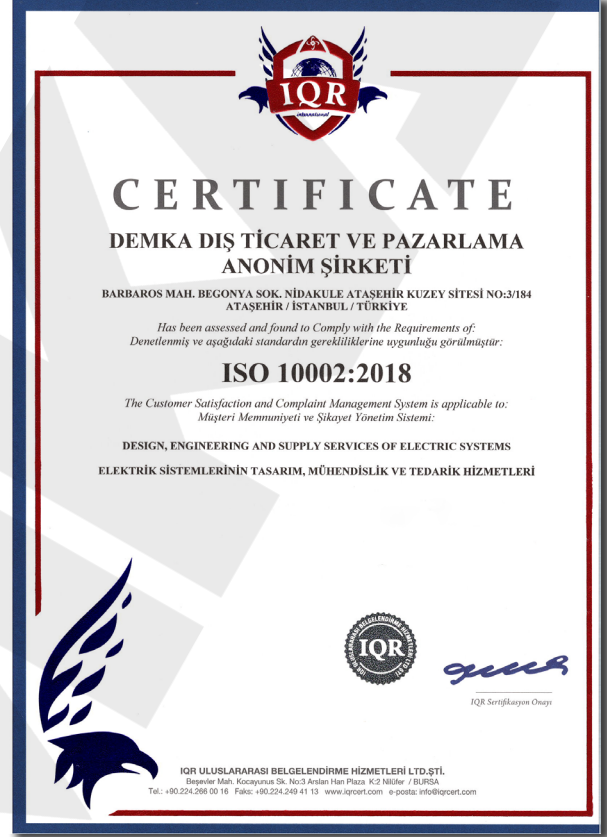 IQR
international
CERTIFICATE
DEMKA DIŞ TİCARET VE PAZARLAMA
ANONİM ŞİRKETİ
BARBAROS MAH. BEGONYA SOK. NİDAKULE ATAŞEHİR KUZEY SİTESİ NO:3/184
ATAŞEHİR / İSTANBUL / TÜRKİYE
Has been assessed and found to Comply with the Requirements of:
Denetlenmiş ve aşağıdaki standardın gerekliliklerine uygunluğu görülmüştür:
ISO 10002:2018
The Customer Satisfaction and Complaint Management System is applicable to:
Müşteri Memnuniyeti ve Şikayet Yönetim Sistemi:
DESIGN, ENGINEERING AND SUPPLY SERVICES OF ELECTRIC SYSTEMS
ELEKTRİK SİSTEMLERİNİN TASARIM, MÜHENDİSLİK VE TEDARİK HİZMETLERİ
IQR
IQR Sertifikasyon Onayı
IQR ULUSLARARASI BELGELENDİRME HİZMETLERİ LTD.ŞTİ.
Beşevler Mah. Kocayunus Sk. No:3 Arslan Han Plaza K:2 Nilüfer / BURSA
Tel.: +90.224.266 00 16 Faks: +90.224.249 41 13 www.iqrcert.com e-posta: info@iqrcert.com